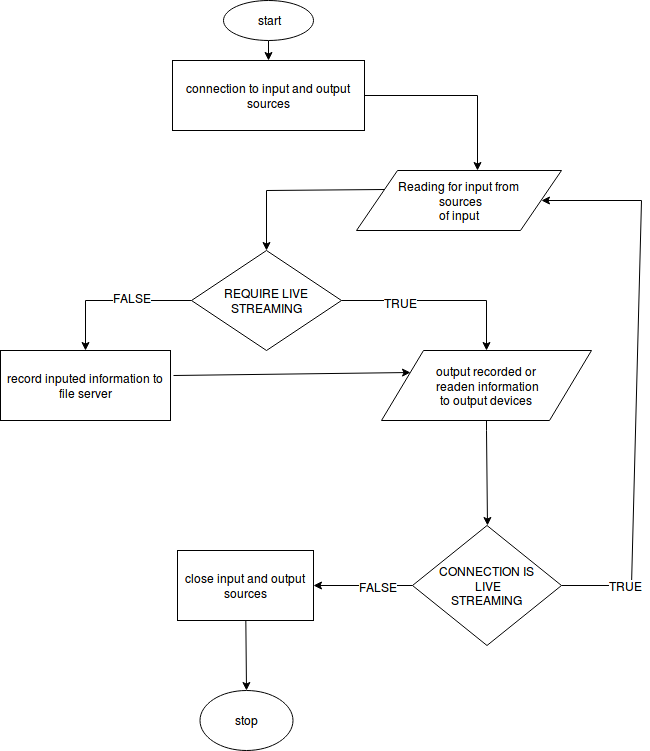 start
connection to input and output
sources
Reading for input from
sources
of input
REQUIRE LIVE
STREAMING
FALSE
TRUE
record inputed information to
file server
output recorded or
readen information
to output devices
CONNECTION IS
LIVE
STREAMING
FALSE
TRUE
close input and output
sources
stop